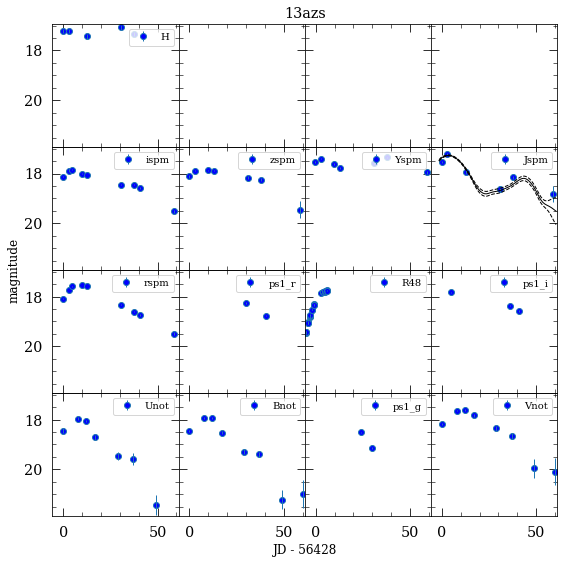 13azs
18
20
H
18
20
ispm
zspm
Yspm
Jspm
magnitude
18
20
rspm
ps1_r
R48
ps1_i
18
20
Unot
Bnot
ps1_g
Vnot
0 50 0 50 0 50 0 50
JD - 56428